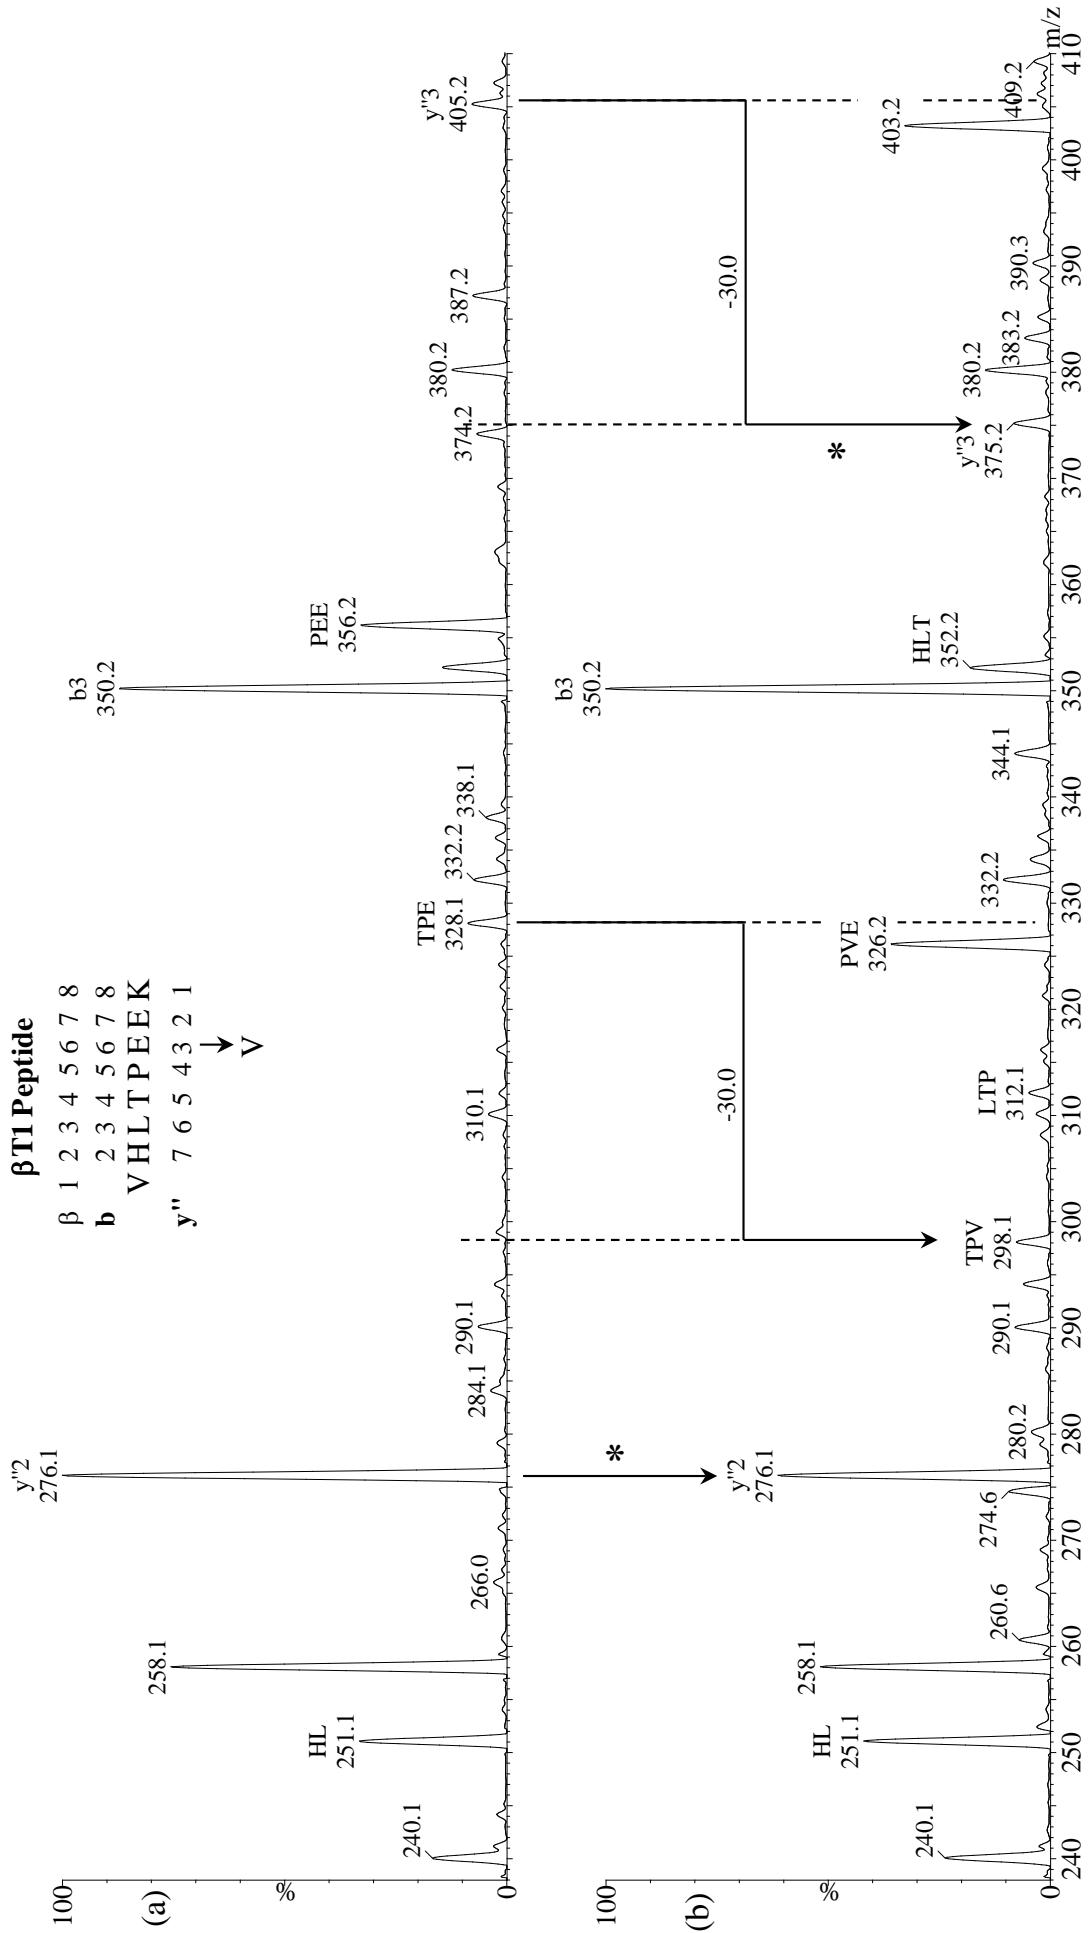 βT1 Peptide
β 1 2 3 4 5 6 7 8
b 2 3 4 5 6 7 8
V H L T P E E K
y" 7 6 5 4 3 2 1
V
(a)
100
%
0
240.1
HL
251.1
258.1
266.0
y"2
276.1
284.1
290.1
310.1
TPE
328.1
332.2
338.1
b3
350.2
PEE
356.2
374.2
380.2
387.2
y"3
405.2
*
-30.0
-30.0
*
(b)
100
%
0
240.1
HL
251.1
258.1
260.6
274.6
y"2
276.1
280.2
290.1
TPV
298.1
LTP
312.1
PVE
326.2
332.2
344.1
b3
350.2
HLT
352.2
y"3
375.2
380.2
383.2
390.3
403.2
409.2
240 250 260 270 280 290 300 310 320 330 340 350 360 370 380 390 400 410
m/z